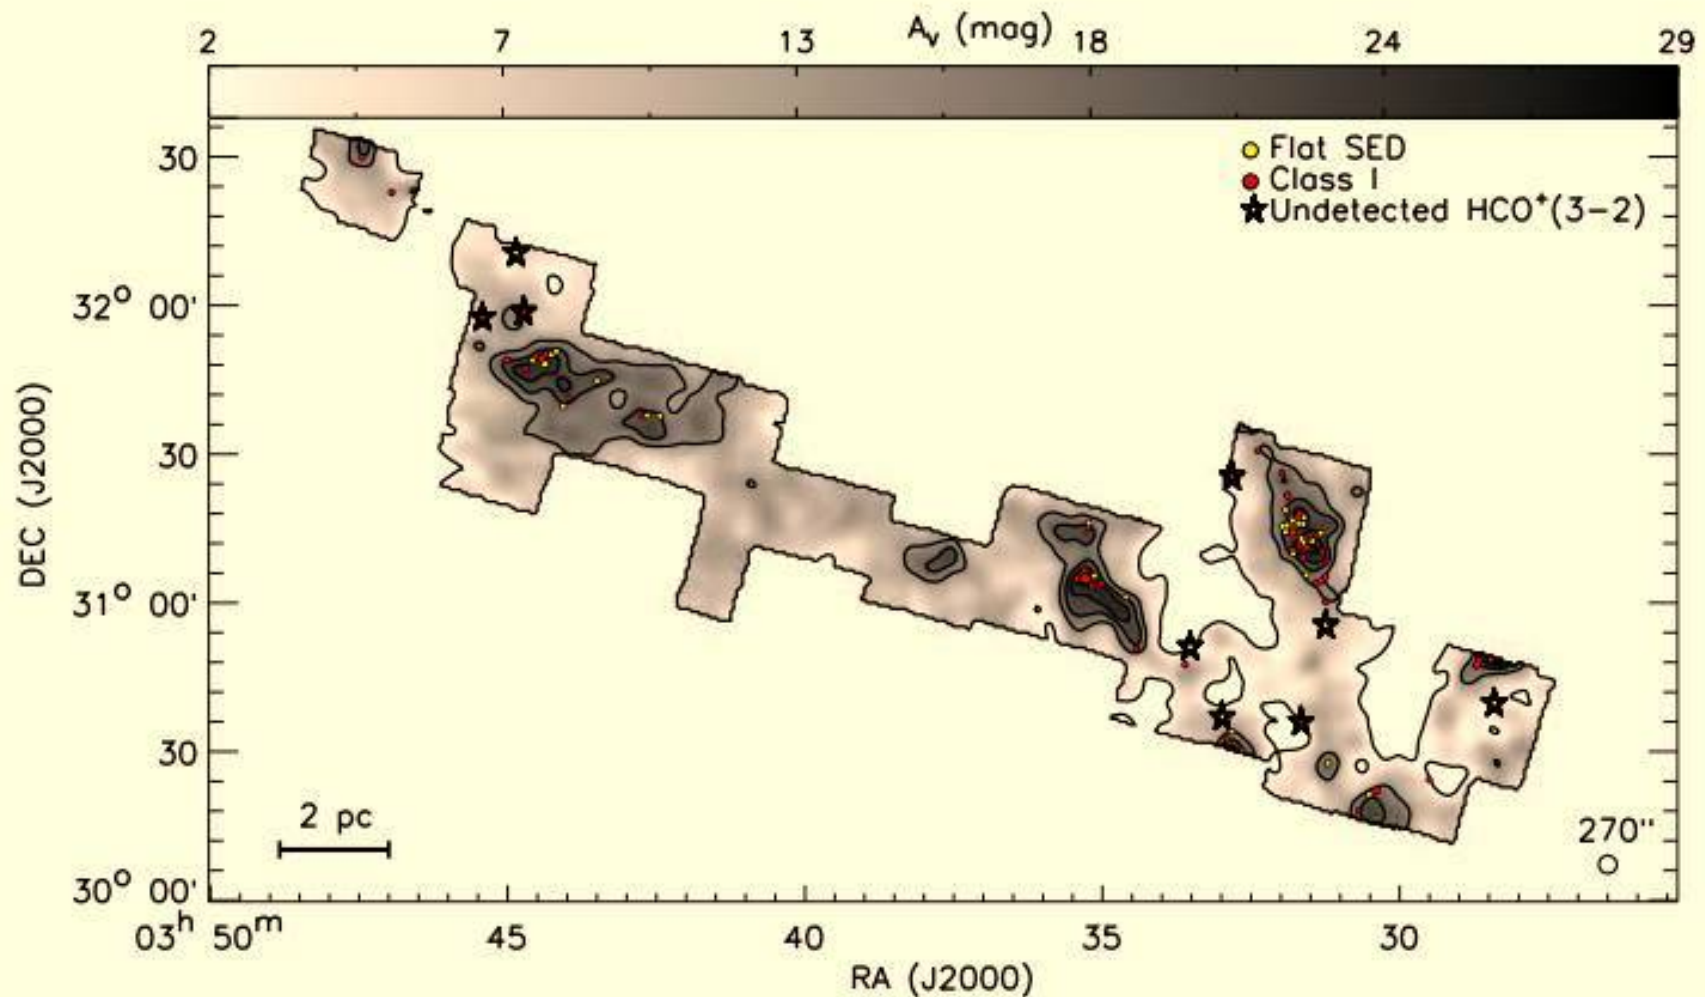 A_V (mag)
2 7 13 18 24 29
Flat SED
Class I
Undetected HCO⁺(3−2)
30
32° 00'
30
31° 00'
30
30° 00'
DEC (J2000)
2 pc
270"
03ʰ 50ᵐ 45 40 35 30
RA (J2000)